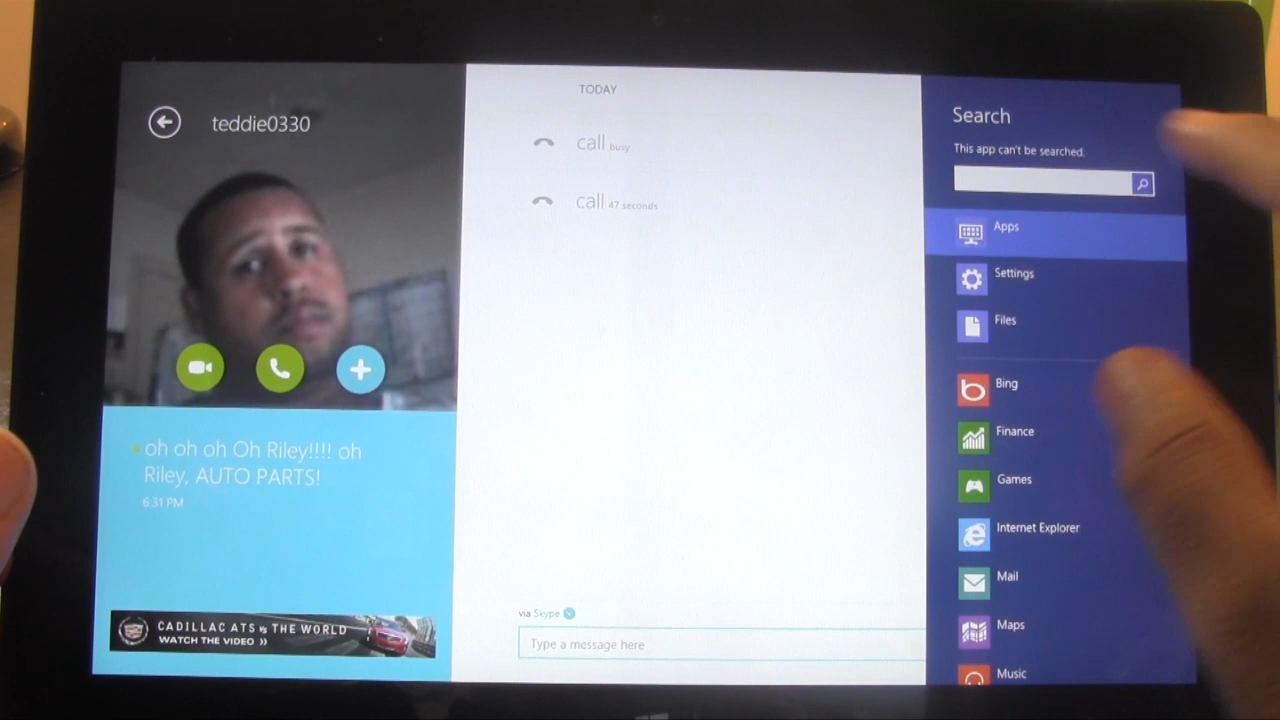 teddie0330
oh oh oh Oh Riley!!!! oh
Riley, AUTO PARTS!
6:31 PM
CADILLAC ATS vs THE WORLD
WATCH THE VIDEO »
TODAY
call busy
call 47 seconds
via Skype
Type a message here
Search
This app can't be searched.
Apps
Settings
Files
Bing
Finance
Games
Internet Explorer
Mail
Maps
Music